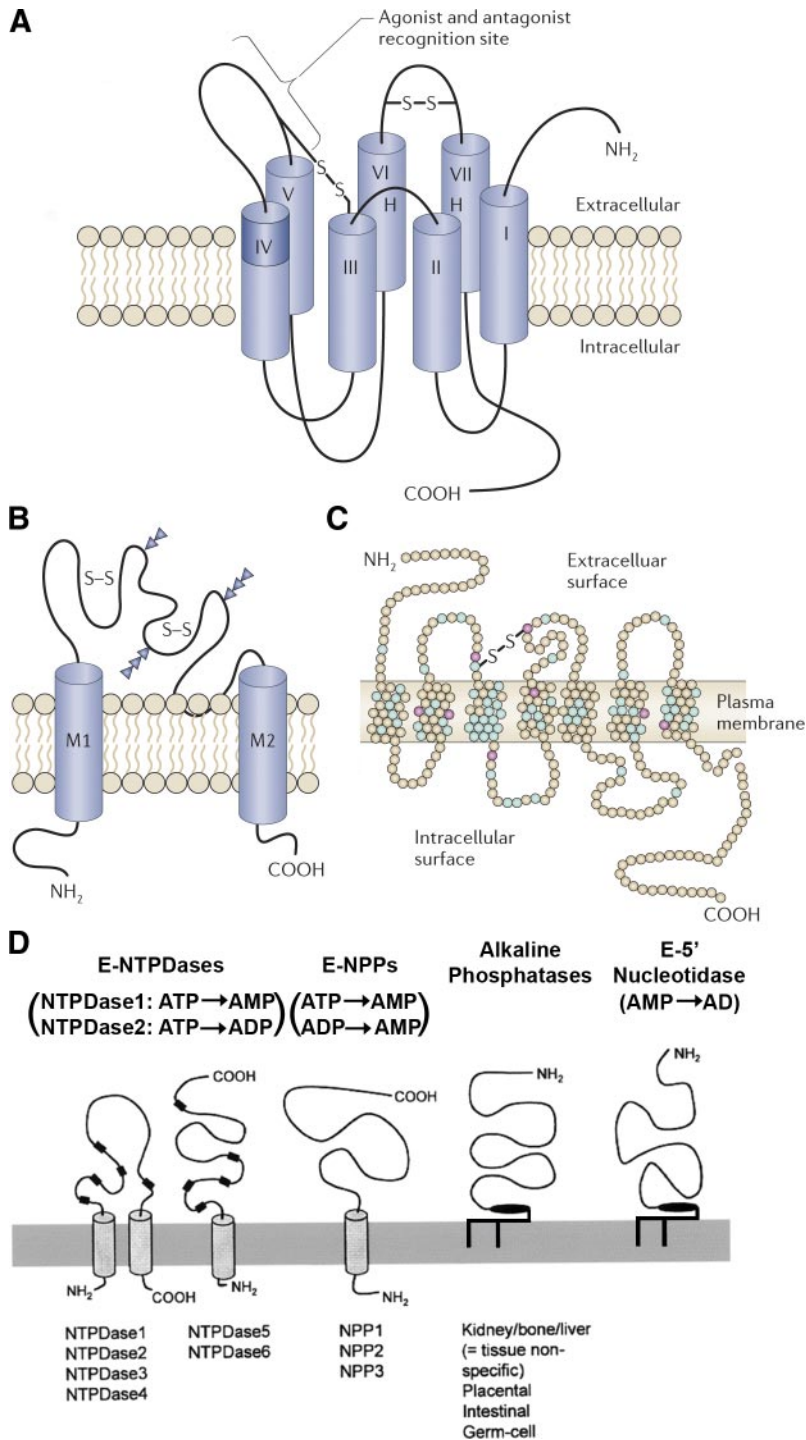 A
Agonist and antagonist
recognition site
S–S
NH₂
S
S
V
VI
H
VII
H
I
Extracellular
IV
III
II
Intracellular
COOH
B
S–S
S–S
M1
M2
NH₂
COOH
C
NH₂
Extracelluar
surface
S
S
Plasma
membrane
Intracellular
surface
COOH
D
E-NTPDases
(NTPDase1: ATP→AMP)
(NTPDase2: ATP→ADP)
E-NPPs
(ATP→AMP)
(ADP→AMP)
Alkaline
Phosphatases
E-5'
Nucleotidase
(AMP→AD)
COOH
COOH
NH₂
NH₂
NH₂
COOH
NH₂
NH₂
NTPDase1
NTPDase2
NTPDase3
NTPDase4
NTPDase5
NTPDase6
NPP1
NPP2
NPP3
Kidney/bone/liver
(= tissue non-
specific)
Placental
Intestinal
Germ-cell